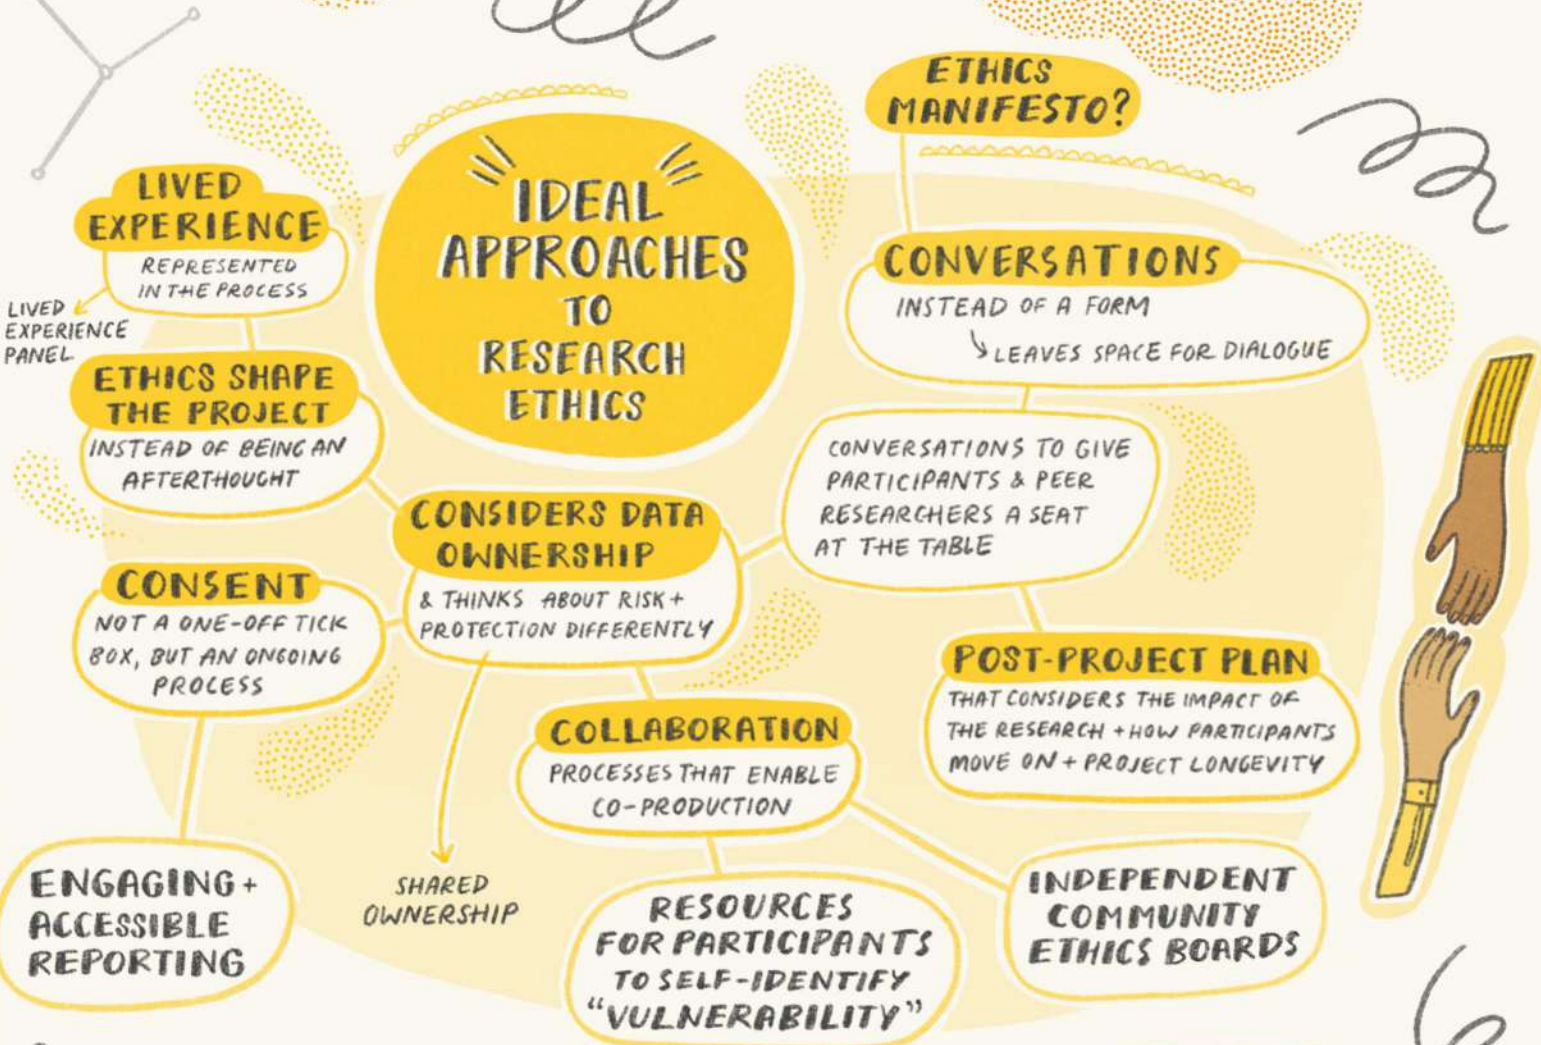 IDEAL
APPROACHES
TO
RESEARCH
ETHICS
ETHICS
MANIFESTO?
LIVED
EXPERIENCE
REPRESENTED
IN THE PROCESS
LIVED
EXPERIENCE
PANEL
ETHICS SHAPE
THE PROJECT
INSTEAD OF BEING AN
AFTERTHOUGHT
CONSIDERS DATA
OWNERSHIP
& THINKS ABOUT RISK +
PROTECTION DIFFERENTLY
CONSENT
NOT A ONE-OFF TICK
BOX, BUT AN ONGOING
PROCESS
ENGAGING +
ACCESSIBLE
REPORTING
SHARED
OWNERSHIP
COLLABORATION
PROCESSES THAT ENABLE
CO-PRODUCTION
RESOURCES
FOR PARTICIPANTS
TO SELF-IDENTIFY
"VULNERABILITY"
INDEPENDENT
COMMUNITY
ETHICS BOARDS
CONVERSATIONS
INSTEAD OF A FORM
LEAVES SPACE FOR DIALOGUE
CONVERSATIONS TO GIVE
PARTICIPANTS & PEER
RESEARCHERS A SEAT
AT THE TABLE
POST-PROJECT PLAN
THAT CONSIDERS THE IMPACT OF
THE RESEARCH + HOW PARTICIPANTS
MOVE ON + PROJECT LONGEVITY